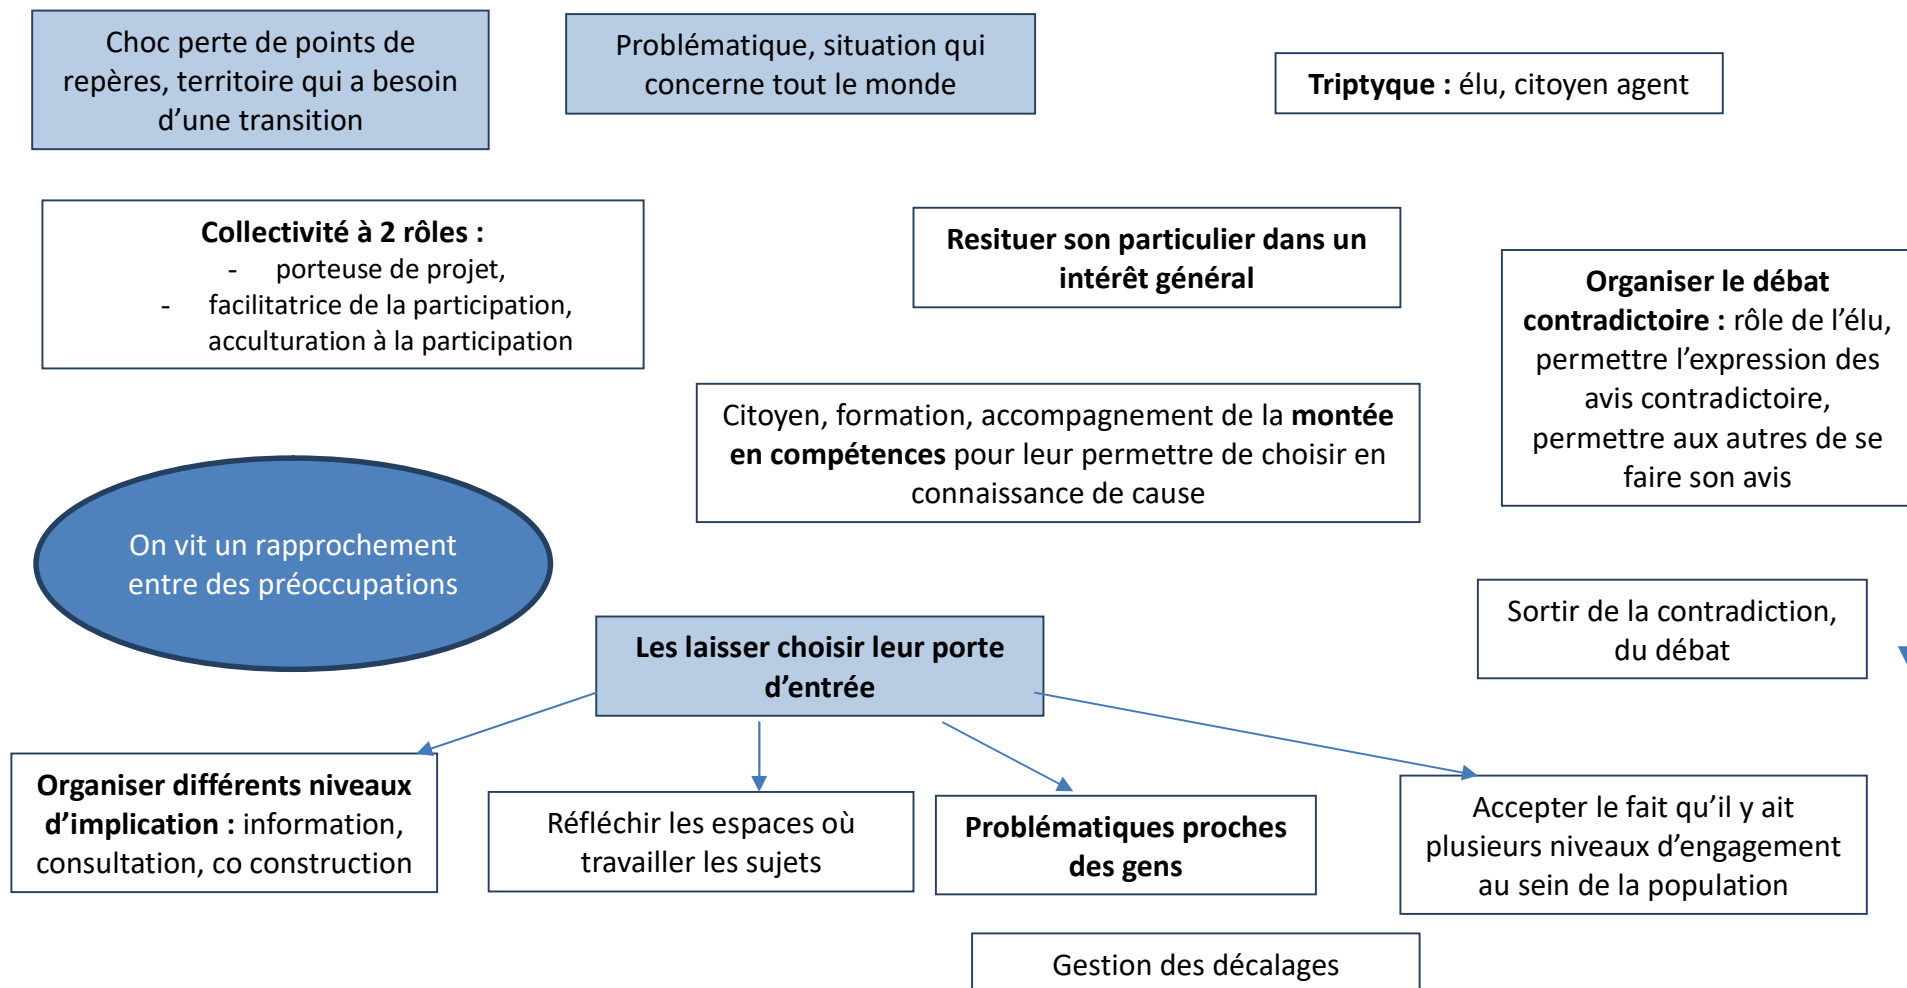 Choc perte de points de
repères, territoire qui a besoin
d’une transition
Problématique, situation qui
concerne tout le monde
Triptyque : élu, citoyen agent
Collectivité à 2 rôles :
- porteuse de projet,
- facilitatrice de la participation,
acculturation à la participation
Resituer son particulier dans un
intérêt général
Organiser le débat
contradictoire : rôle de l’élu,
permettre l’expression des
avis contradictoire,
permettre aux autres de se
faire son avis
Citoyen, formation, accompagnement de la montée
en compétences pour leur permettre de choisir en
connaissance de cause
On vit un rapprochement
entre des préoccupations
Sortir de la contradiction,
du débat
Les laisser choisir leur porte
d’entrée
Organiser différents niveaux
d’implication : information,
consultation, co construction
Réfléchir les espaces où
travailler les sujets
Problématiques proches
des gens
Accepter le fait qu’il y ait
plusieurs niveaux d’engagement
au sein de la population
Gestion des décalages